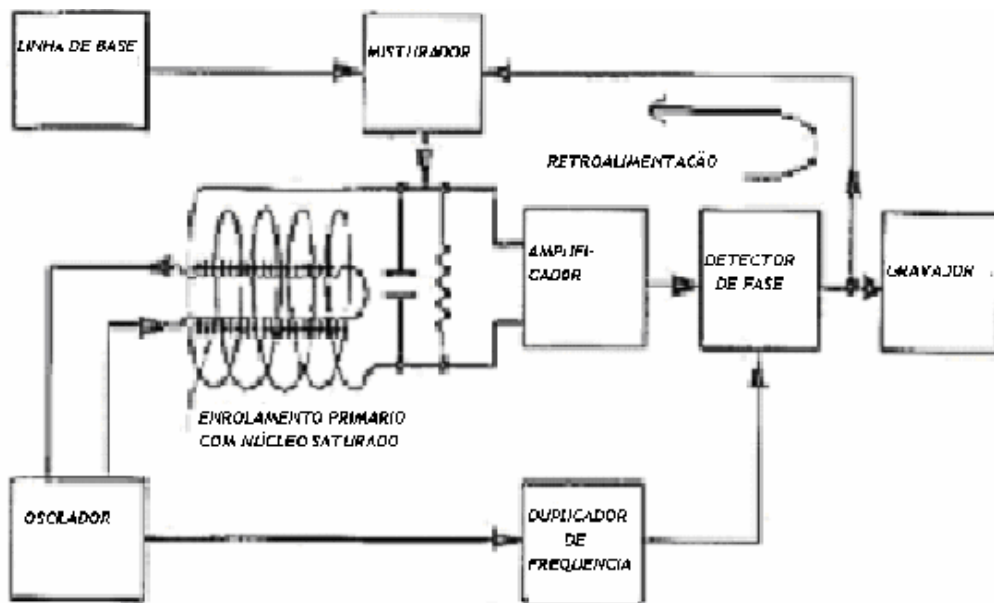 LINHA DE BASE
MISTURADOR
RETROALIMENTAÇÃO
AMPLIFI-
CADOR
DETECTOR
DE FASE
GRAVADOR
ENROLAMENTO PRIMARIO
COM NÚCLEO SATURADO
OSCILADOR
DUPLICADOR
DE
FREQUENCIA